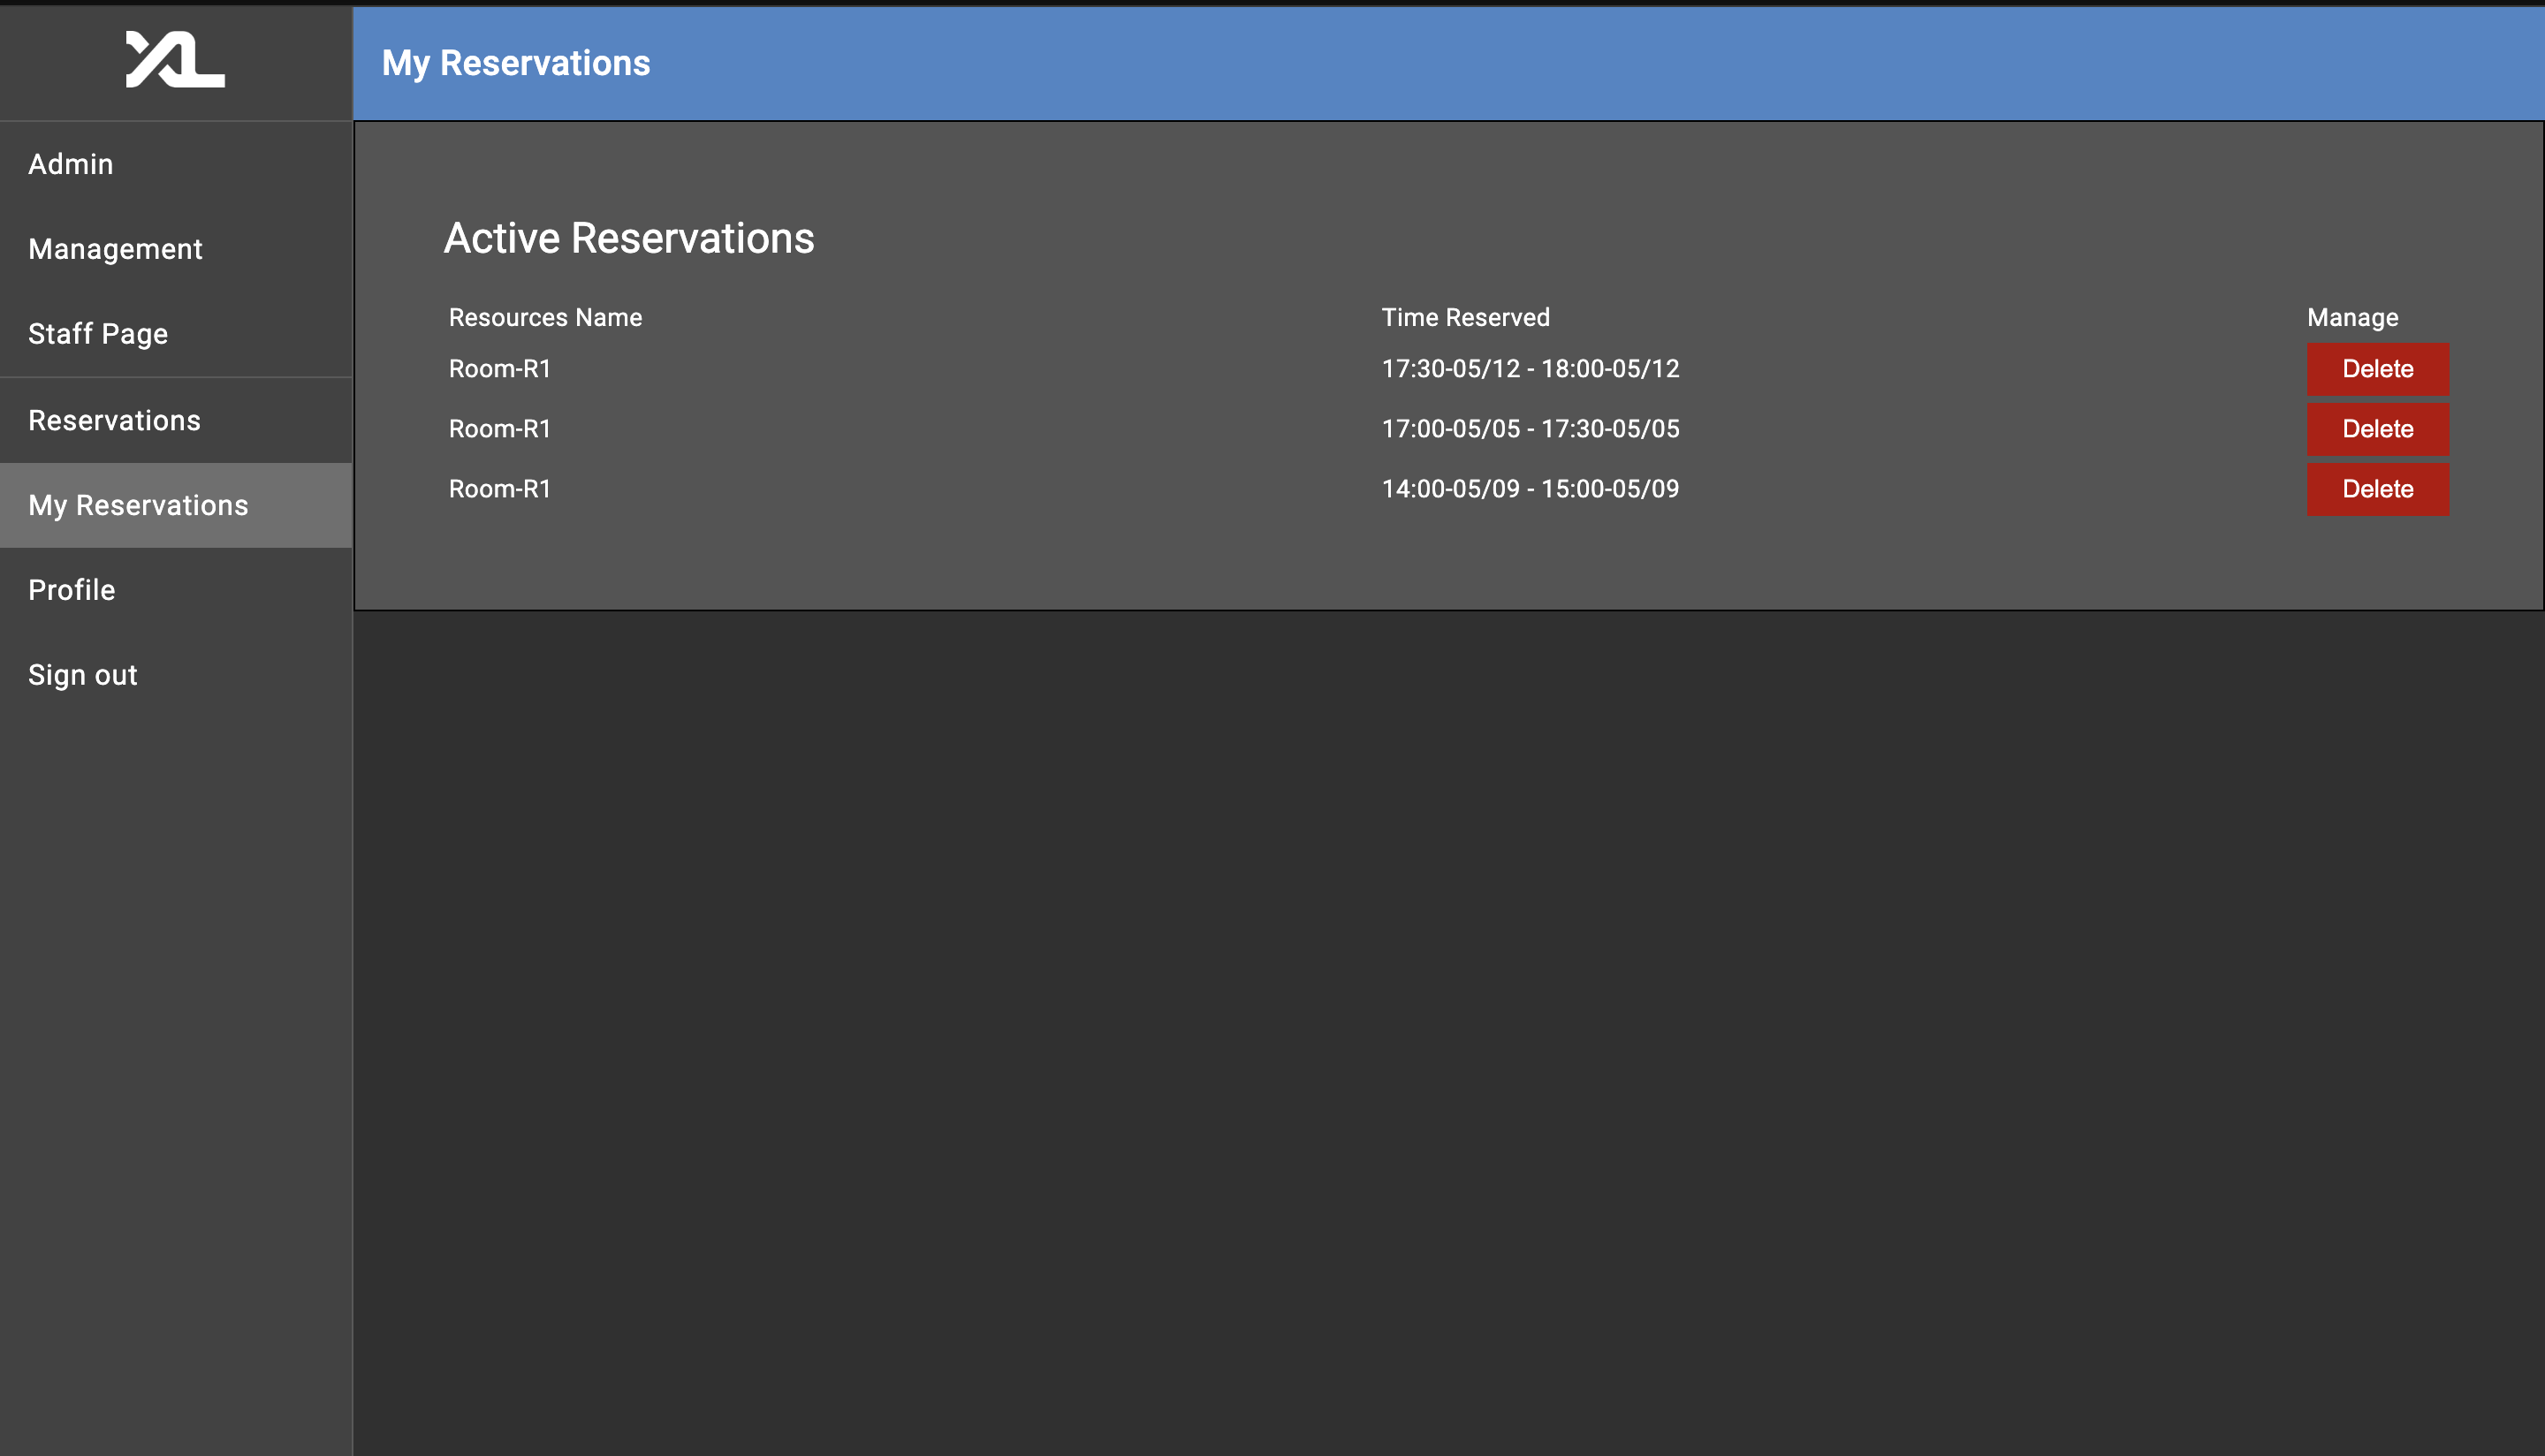 XL
My Reservations
Admin
Management
Staff Page
Reservations
My Reservations
Profile
Sign out
Active Reservations
Resources Name Time Reserved Manage
Room-R1 17:30-05/12 - 18:00-05/12 Delete
Room-R1 17:00-05/05 - 17:30-05/05 Delete
Room-R1 14:00-05/09 - 15:00-05/09 Delete